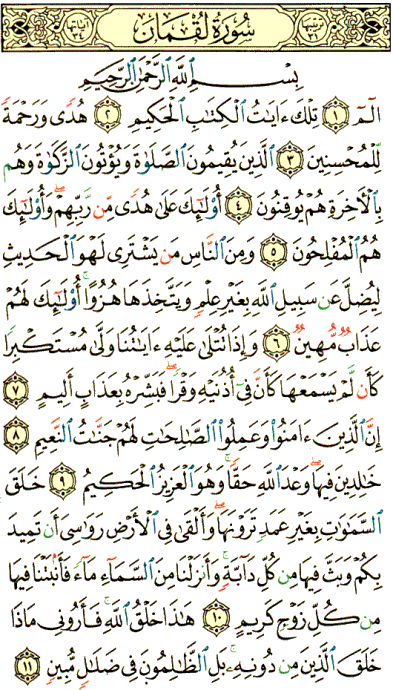 ترتيبها ٣١ سُورَةُ لُقۡمَان آياتها ٣٤
بِسۡمِ ٱللَّهِ ٱلرَّحۡمَٰنِ ٱلرَّحِيمِ
الٓمٓ ١ تِلۡكَ ءَايَٰتُ ٱلۡكِتَٰبِ ٱلۡحَكِيمِ ٢ هُدٗى وَرَحۡمَةٗ
لِّلۡمُحۡسِنِينَ ٣ ٱلَّذِينَ يُقِيمُونَ ٱلصَّلَوٰةَ وَيُؤۡتُونَ ٱلزَّكَوٰةَ وَهُم
بِٱلۡأٓخِرَةِ هُمۡ يُوقِنُونَ ٤ أُوْلَٰٓئِكَ عَلَىٰ هُدٗى مِّن رَّبِّهِمۡۖ وَأُوْلَٰٓئِكَ
هُمُ ٱلۡمُفۡلِحُونَ ٥ وَمِنَ ٱلنَّاسِ مَن يَشۡتَرِي لَهۡوَ ٱلۡحَدِيثِ
لِيُضِلَّ عَن سَبِيلِ ٱللَّهِ بِغَيۡرِ عِلۡمٖ وَيَتَّخِذَهَا هُزُوًاۚ أُوْلَٰٓئِكَ لَهُمۡ
عَذَابٞ مُّهِينٞ ٦ وَإِذَا تُتۡلَىٰ عَلَيۡهِ ءَايَٰتُنَا وَلَّىٰ مُسۡتَكۡبِرٗا
كَأَن لَّمۡ يَسۡمَعۡهَا كَأَنَّ فِيٓ أُذُنَيۡهِ وَقۡرٗاۖ فَبَشِّرۡهُ بِعَذَابٍ أَلِيمٍ ٧
إِنَّ ٱلَّذِينَ ءَامَنُواْ وَعَمِلُواْ ٱلصَّٰلِحَٰتِ لَهُمۡ جَنَّٰتُ ٱلنَّعِيمِ ٨
خَٰلِدِينَ فِيهَاۖ وَعۡدَ ٱللَّهِ حَقّٗاۚ وَهُوَ ٱلۡعَزِيزُ ٱلۡحَكِيمُ ٩ خَلَقَ
ٱلسَّمَٰوَٰتِ بِغَيۡرِ عَمَدٖ تَرَوۡنَهَاۖ وَأَلۡقَىٰ فِي ٱلۡأَرۡضِ رَوَٰسِيَ أَن تَمِيدَ
بِكُمۡ وَبَثَّ فِيهَا مِن كُلِّ دَآبَّةٖۚ وَأَنزَلۡنَا مِنَ ٱلسَّمَآءِ مَآءٗ فَأَنۢبَتۡنَا فِيهَا
مِن كُلِّ زَوۡجٖ كَرِيمٍ ١٠ هَٰذَا خَلۡقُ ٱللَّهِ فَأَرُونِي مَاذَا
خَلَقَ ٱلَّذِينَ مِن دُونِهِۦۚ بَلِ ٱلظَّٰلِمُونَ فِي ضَلَٰلٖ مُّبِينٖ ١١